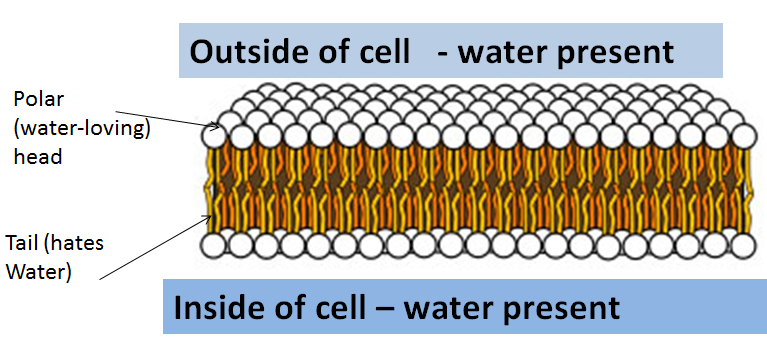 Outside of cell - water present
Polar
(water-loving)
head
Tail (hates
Water)
Inside of cell – water present